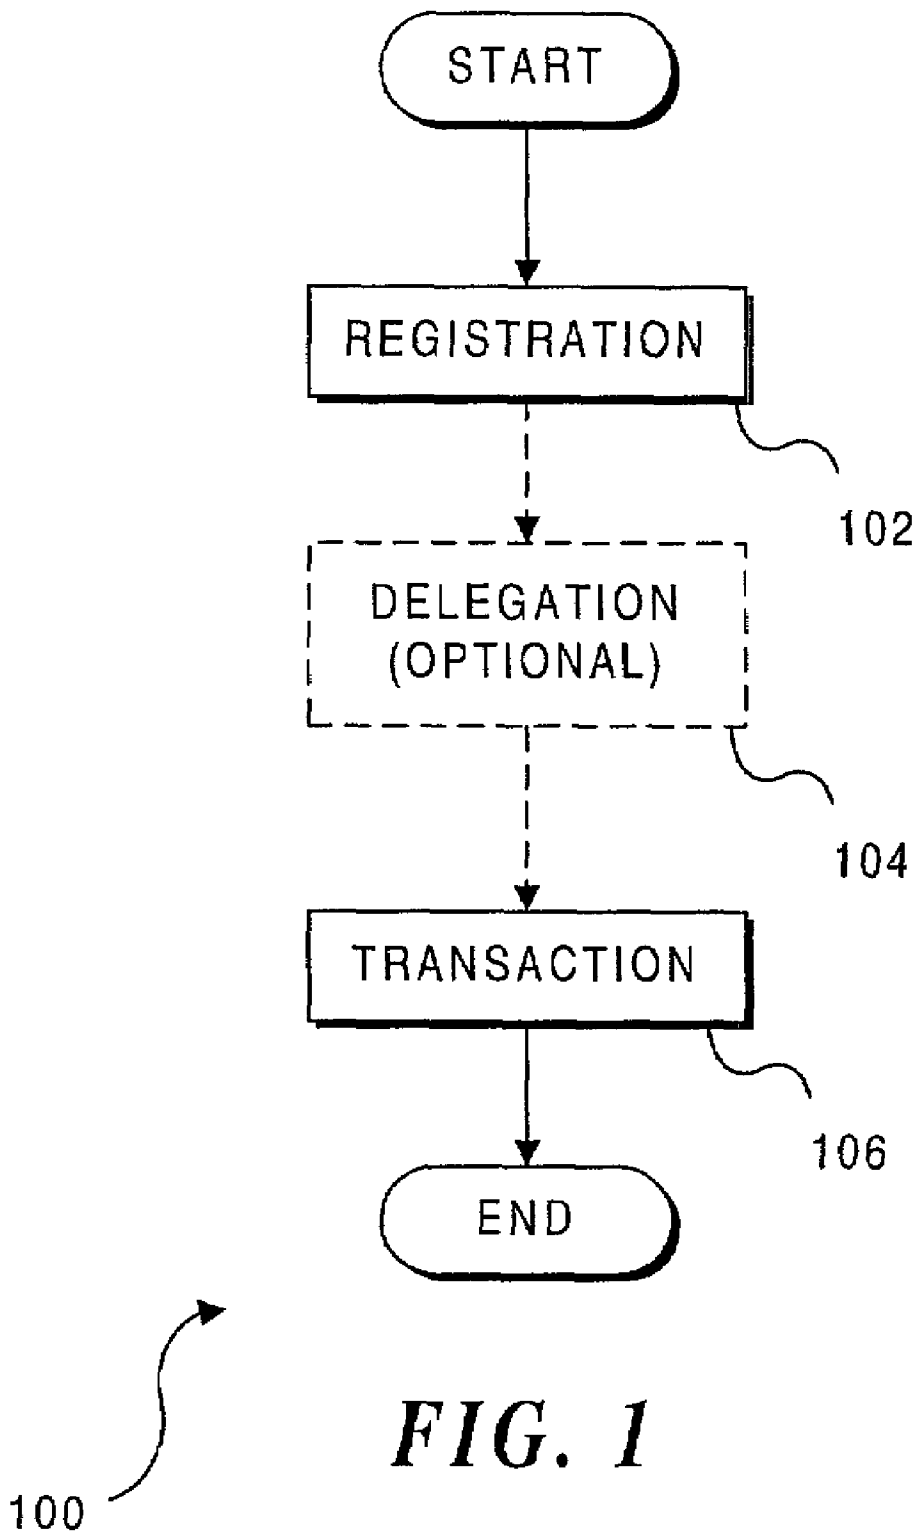 START
REGISTRATION
102
DELEGATION
(OPTIONAL)
104
TRANSACTION
106
END
FIG. 1
100